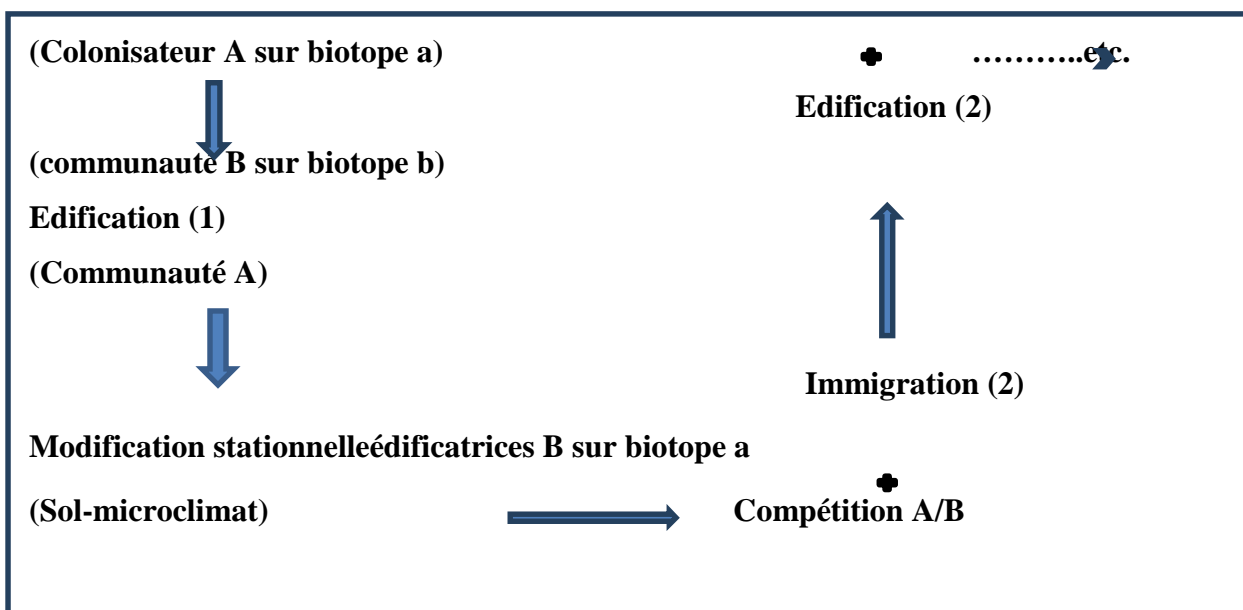 (Colonisateur A sur biotope a)
………..etc.
Edification (2)
(communauté B sur biotope b)
Edification (1)
(Communauté A)
Immigration (2)
Modification stationnelleédificatrices B sur biotope a
(Sol-microclimat)
Compétition A/B